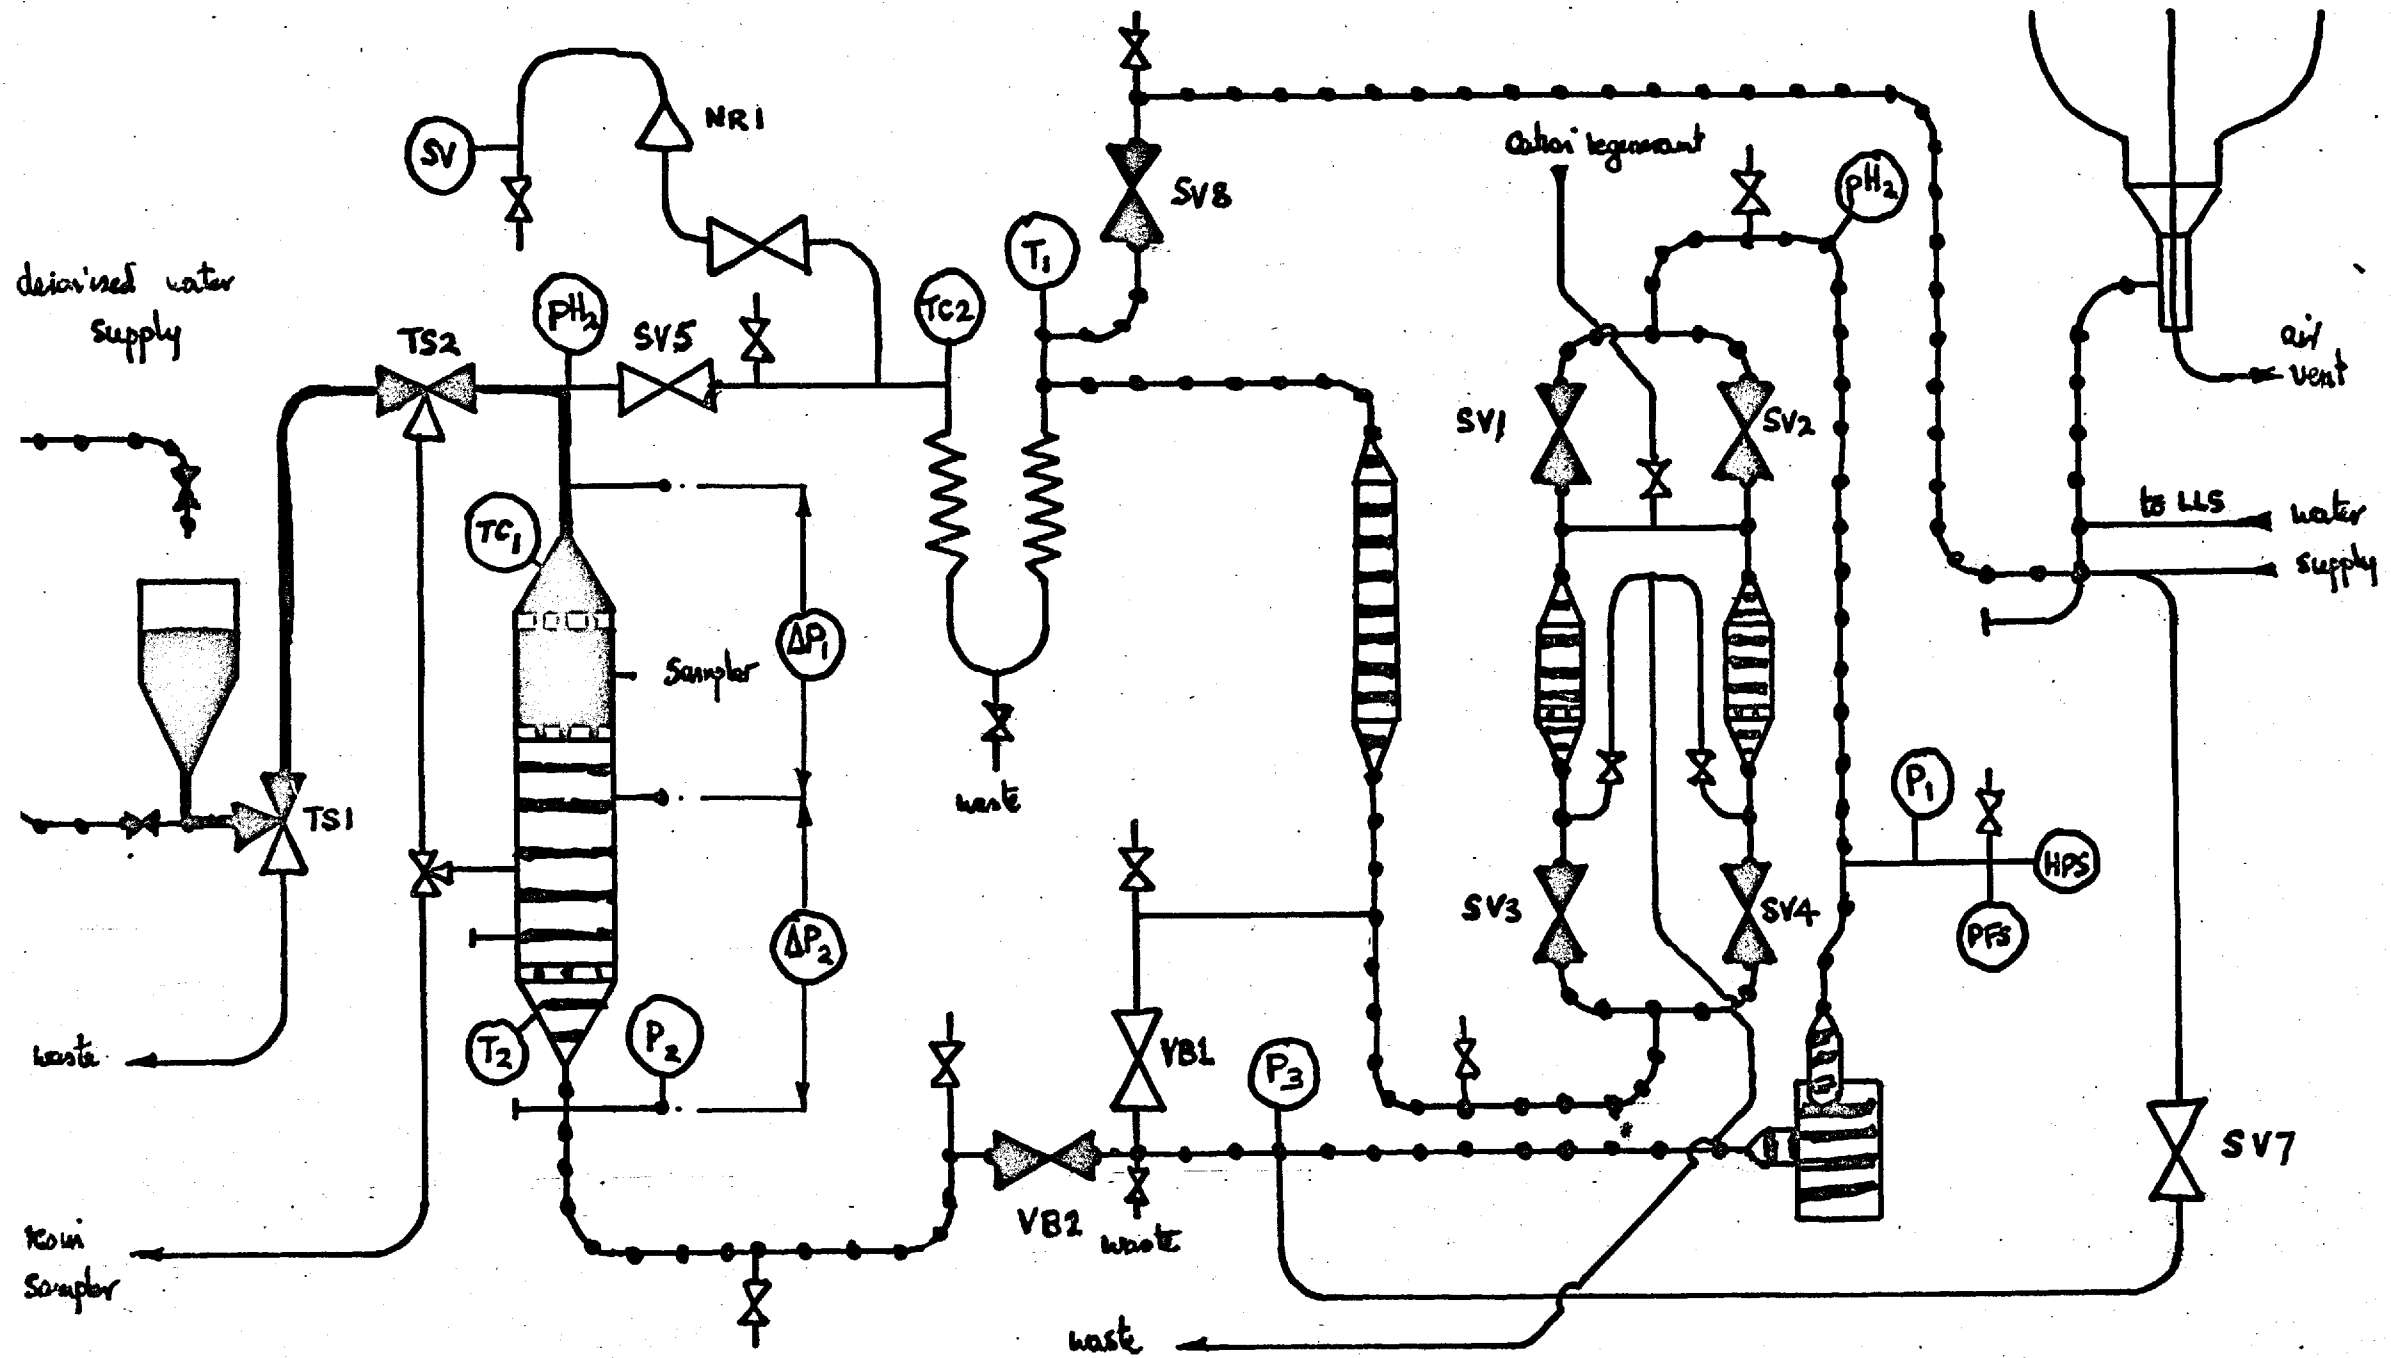 NR1
SV
SV8
Cation regenerant
pH2
T1
deionised water
supply
pH2
TS2
SV5
TC2
air
vent
SV1
SV2
to LLS
water
supply
TC1
ΔP1
Sampler
TS1
waste
P1
HPS
PFS
SV3
SV4
ΔP2
waste
T2
P2
VB1
P3
SV7
VB2
waste
resin
sampler
waste